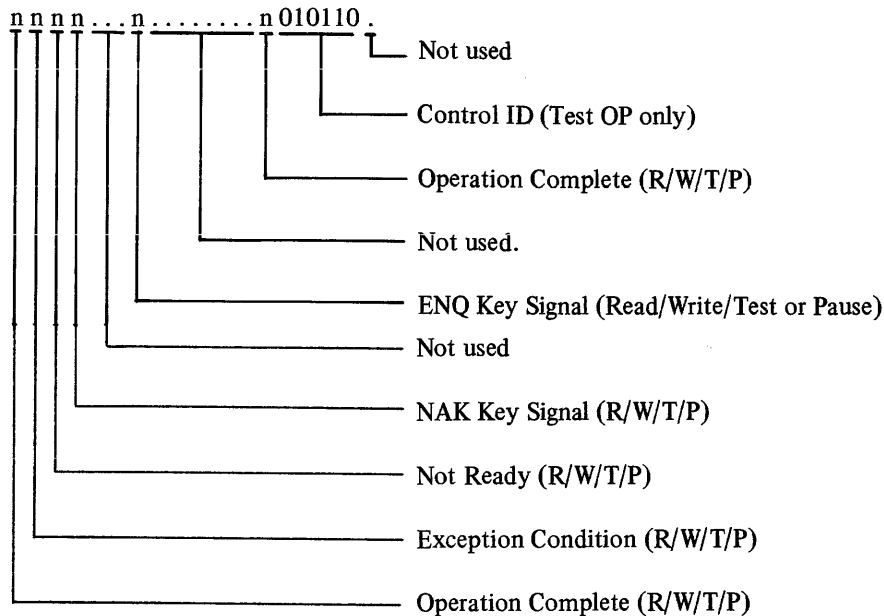 n n n n . . . n . . . . . . . . n 010110 .
Not used
Control ID (Test OP only)
Operation Complete (R/W/T/P)
Not used.
ENQ Key Signal (Read/Write/Test or Pause)
Not used
NAK Key Signal (R/W/T/P)
Not Ready (R/W/T/P)
Exception Condition (R/W/T/P)
Operation Complete (R/W/T/P)